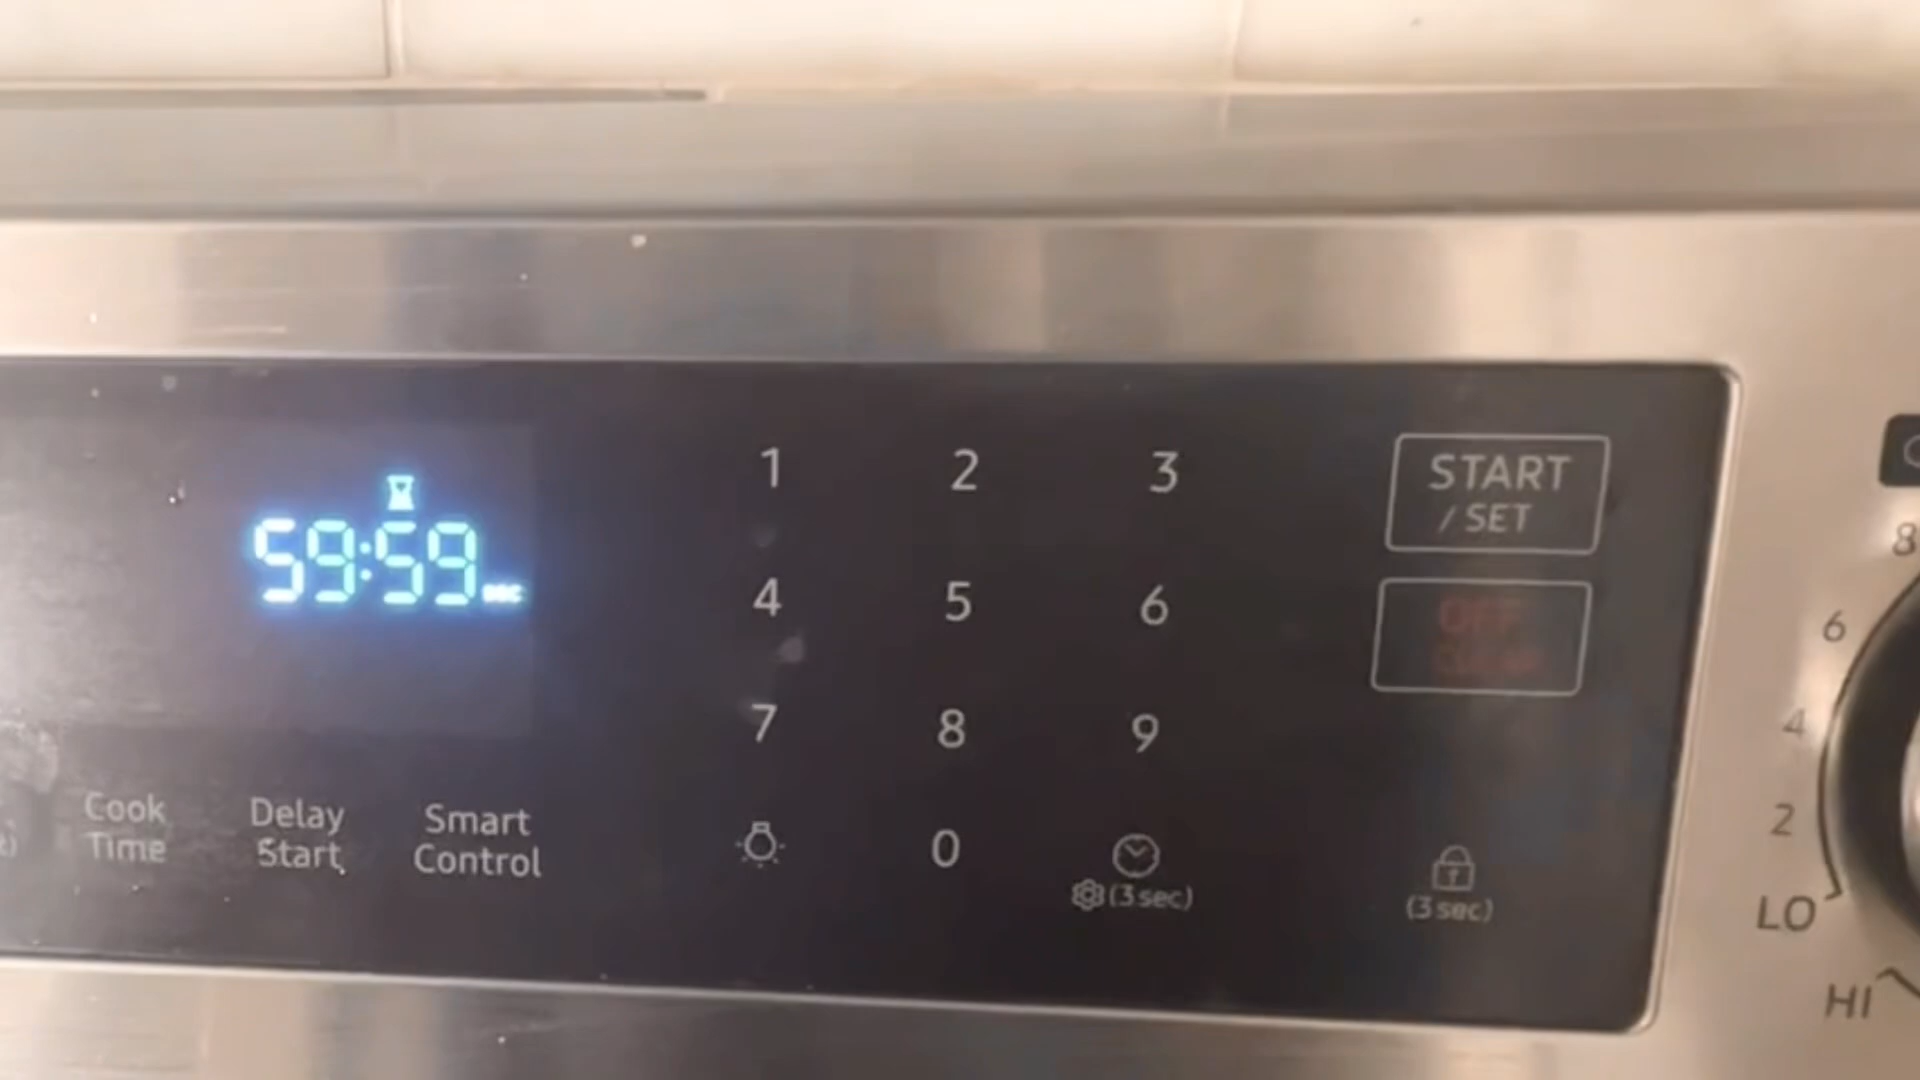 59:59 sec
1 2 3
START
/ SET
4 5 6
OFF
7 8 9
Cook
Time
Delay
Start
Smart
Control
0
(3 sec)
(3 sec)
8
6
4
2
LO
HI